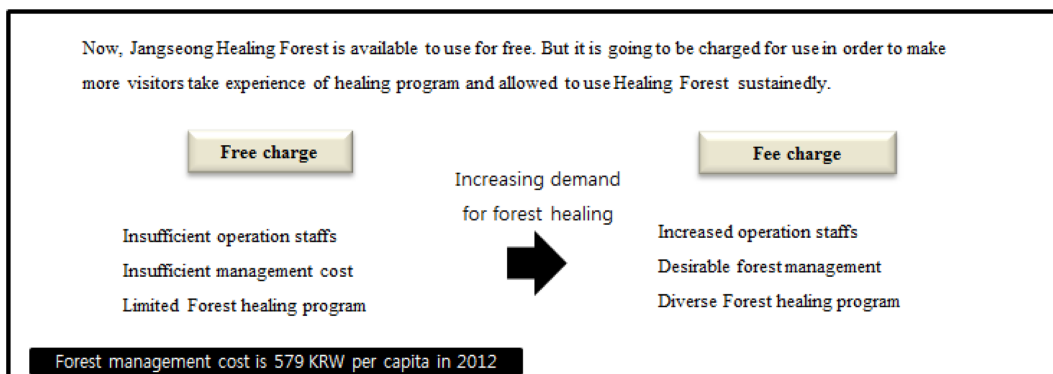 Now, Jangseong Healing Forest is available to use for free. But it is going to be charged for use in order to make
more visitors take experience of healing program and allowed to use Healing Forest sustainedly.
Free charge
Fee charge
Increasing demand
for forest healing
Insufficient operation staffs
Insufficient management cost
Limited Forest healing program
Increased operation staffs
Desirable forest management
Diverse Forest healing program
Forest management cost is 579 KRW per capita in 2012